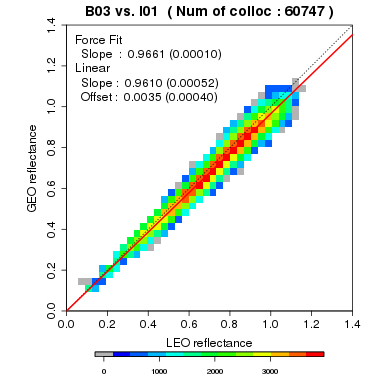 B03 vs. I01 ( Num of colloc : 60747 )
Force Fit
Slope : 0.9661 (0.00010)
Linear
Slope : 0.9610 (0.00052)
Offset : 0.0035 (0.00040)
GEO reflectance
1.4
1.2
1.0
0.8
0.6
0.4
0.2
0.0
0.0 0.2 0.4 0.6 0.8 1.0 1.2 1.4
LEO reflectance
0 1000 2000 3000